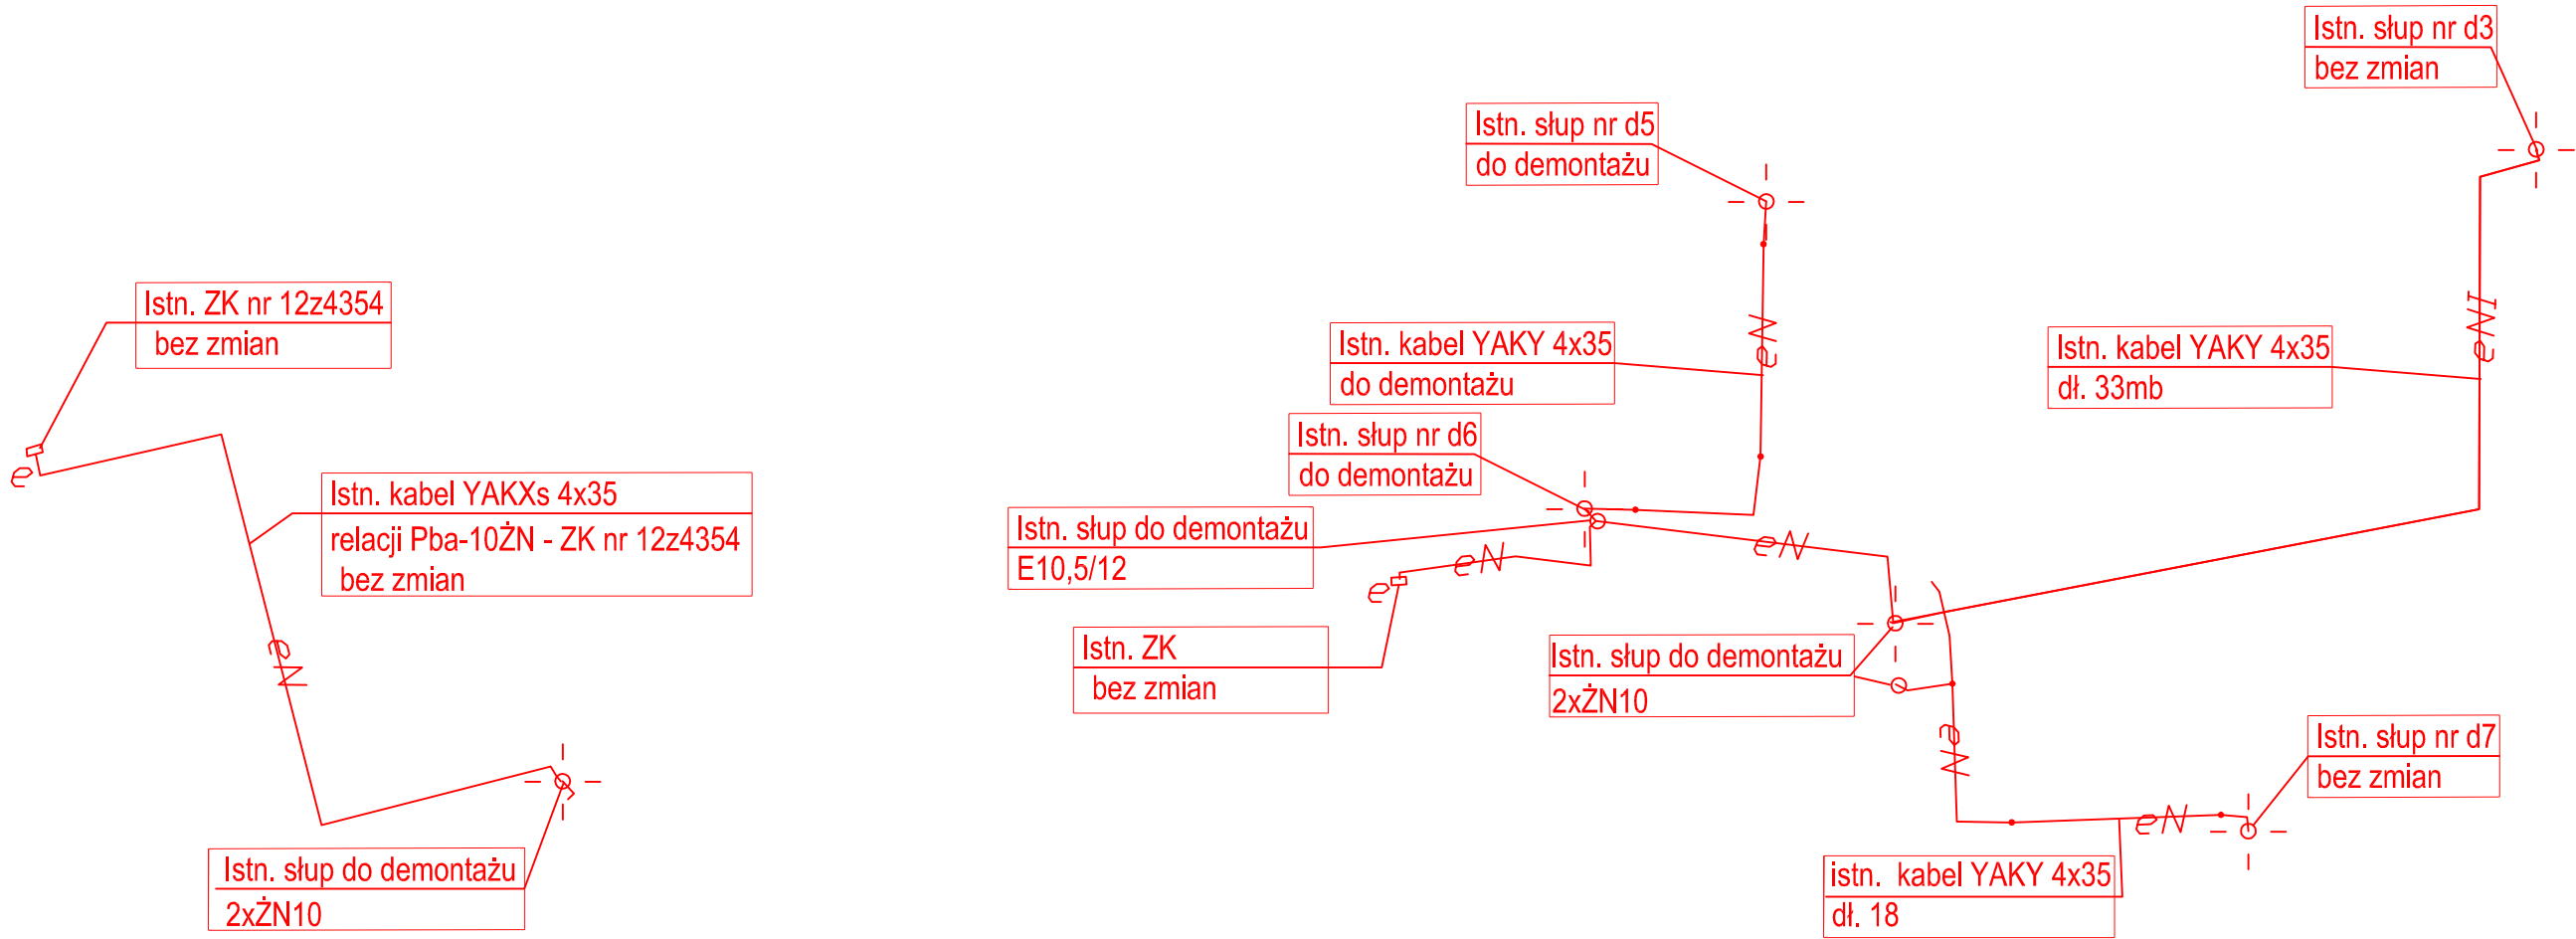 Istn. słup nr d3
bez zmian
Istn. słup nr d5
do demontażu
Istn. ZK nr 12z4354
bez zmian
Istn. kabel YAKY 4x35
do demontażu
Istn. kabel YAKY 4x35
dł. 33mb
eN
eNI
Istn. słup nr d6
do demontażu
e
Istn. kabel YAKXs 4x35
relacji Pba-10ŻN - ZK nr 12z4354
bez zmian
Istn. słup do demontażu
E10,5/12
eN
eN
e
Istn. ZK
bez zmian
Istn. słup do demontażu
2xŻN10
eN
eN
Istn. słup nr d7
bez zmian
eN
Istn. słup do demontażu
2xŻN10
istn. kabel YAKY 4x35
dł. 18